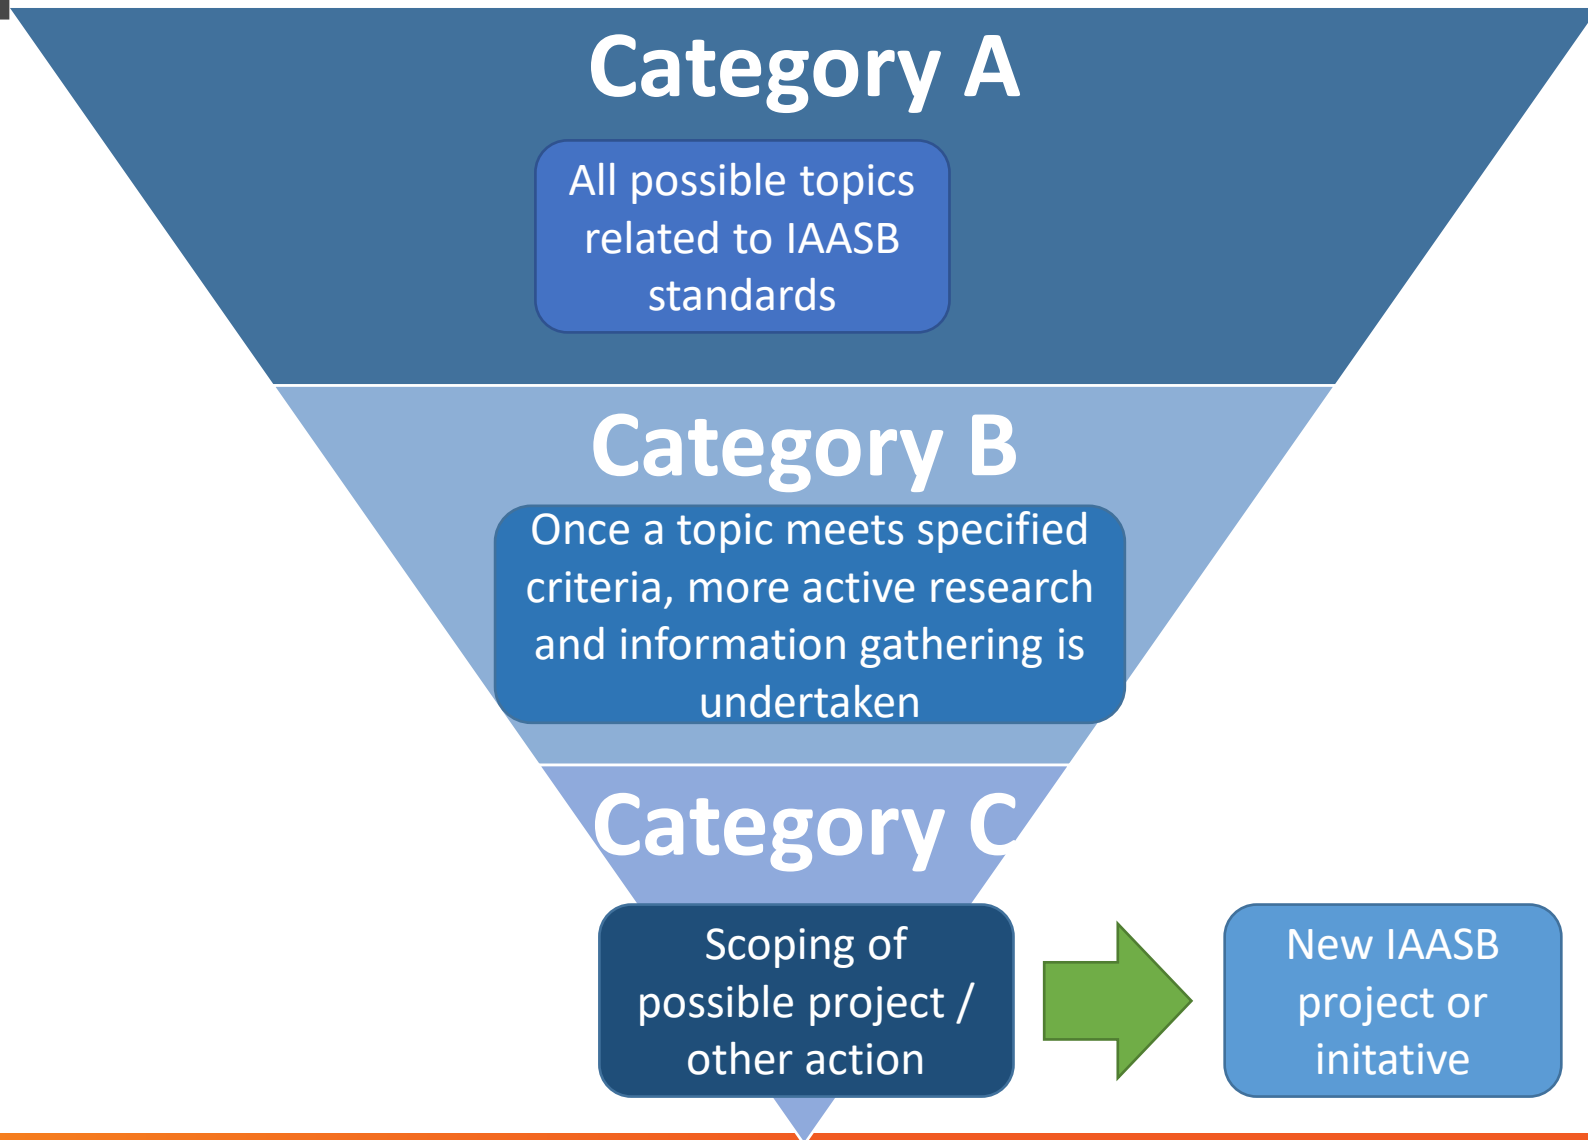 Category A
All possible topics
related to IAASB
standards
Category B
Once a topic meets specified
criteria, more active research
and information gathering is
undertaken
Category C
Scoping of
possible project /
other action
New IAASB
project or
initative